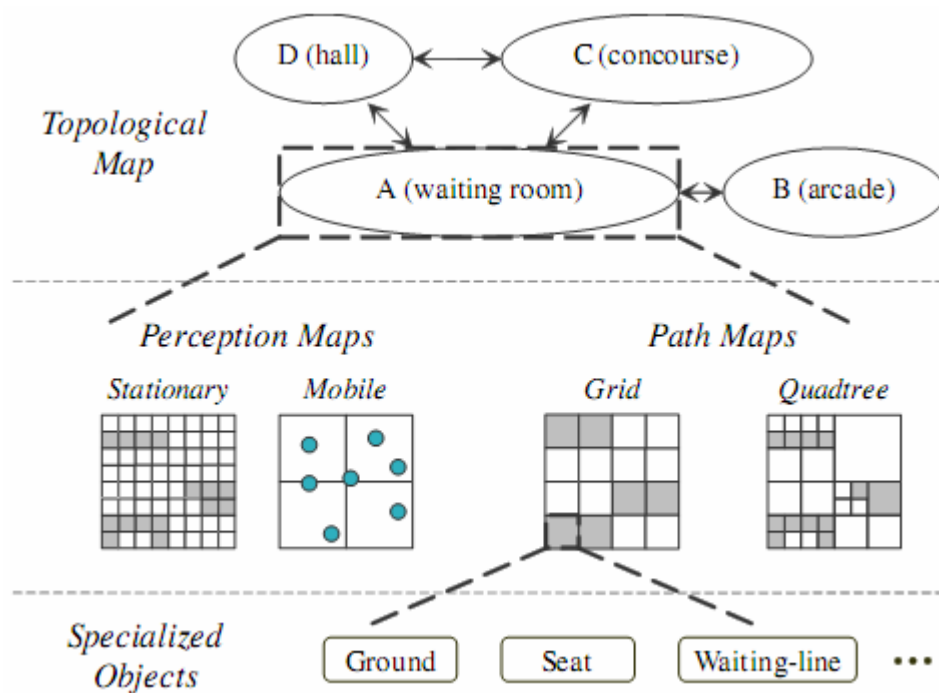 D (hall)
C (concourse)
Topological
Map
A (waiting room)
B (arcade)
Perception Maps
Path Maps
Stationary
Mobile
Grid
Quadtree
Specialized
Objects
Ground
Seat
Waiting-line
•••